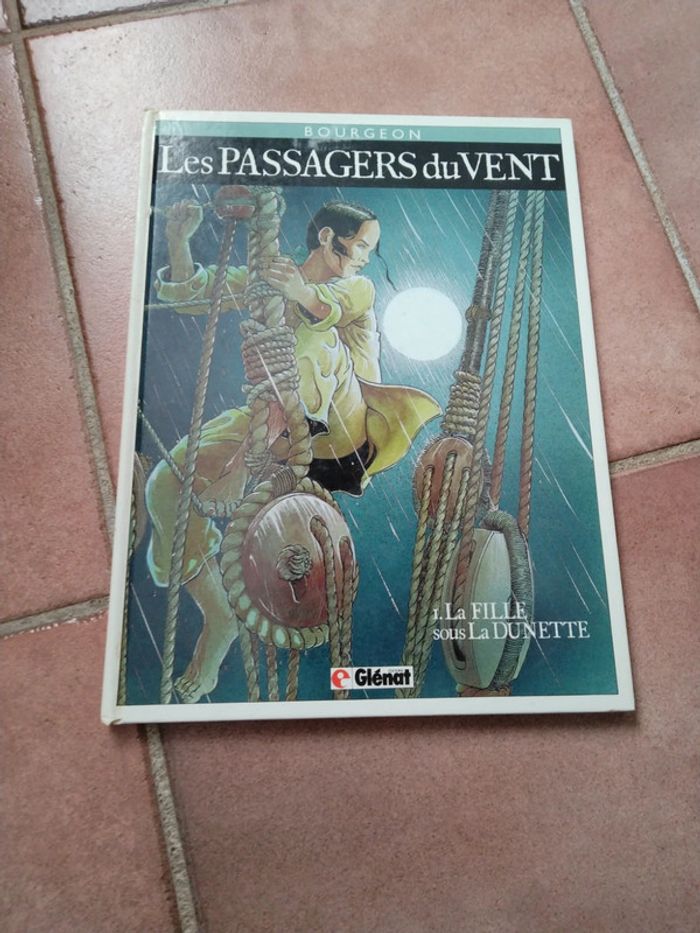 BOURGEON
Les PASSAGERS du VENT
1. La FILLE
sous La DUNETTE
Glénat